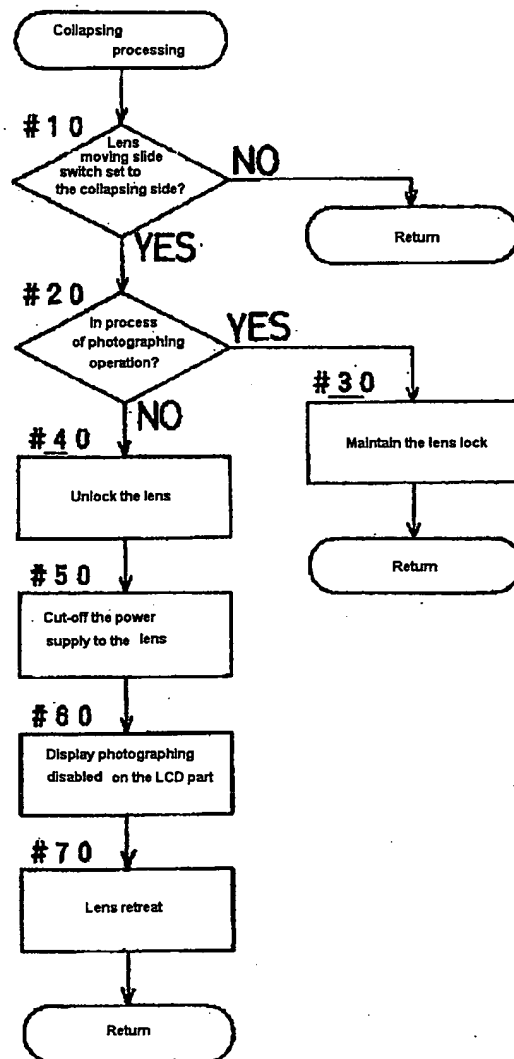 Collapsing
processing
#10
Lens
moving slide
switch set to
the collapsing side?
NO
Return
YES
#20
In process
of photographing
operation?
YES
#30
Maintain the lens lock
Return
NO
#40
Unlock the lens
#50
Cut-off the power
supply to the lens
#60
Display photographing
disabled on the LCD part
#70
Lens retreat
Return